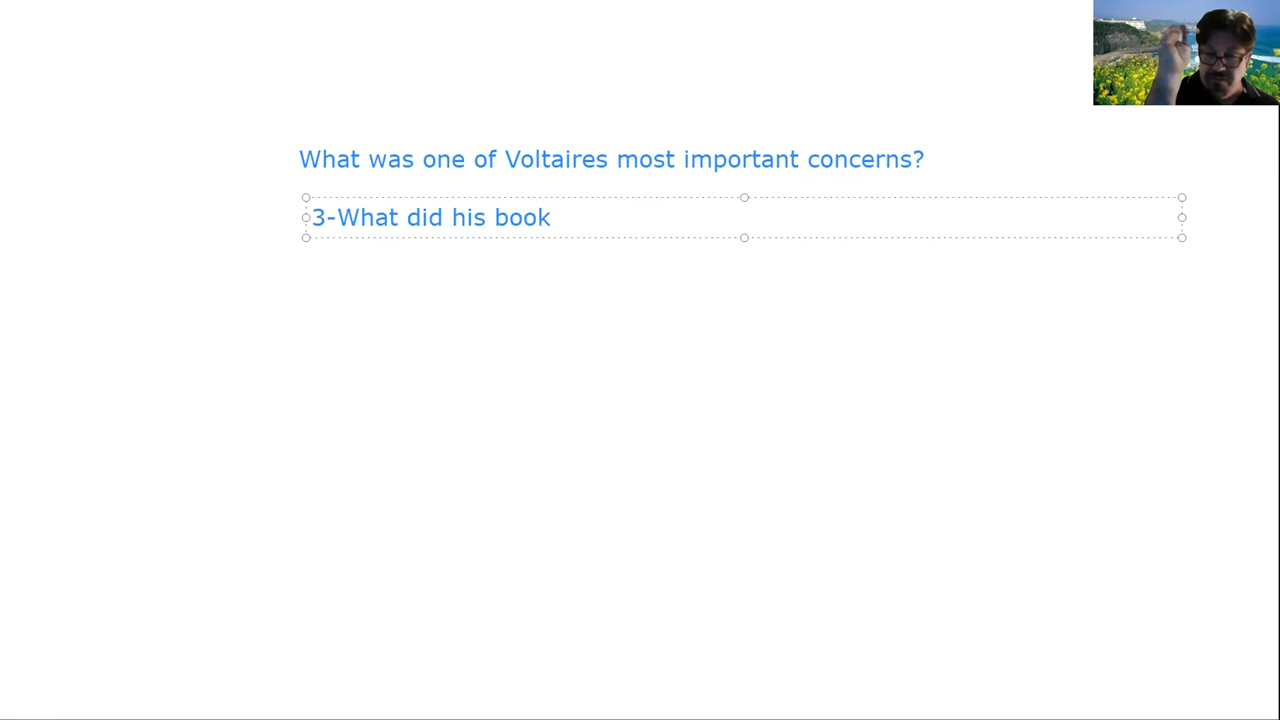 What was one of Voltaires most important concerns?
3-What did his book